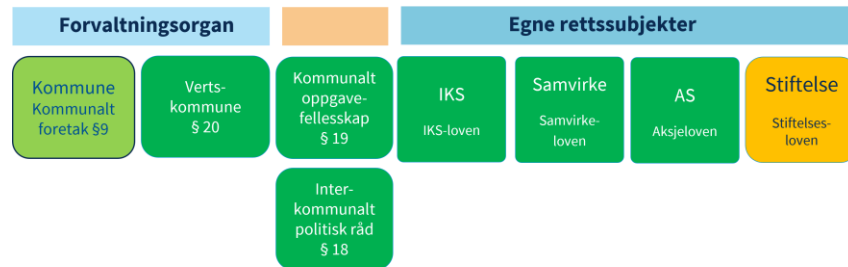 Forvaltningsorgan
Egne rettssubjekter
Kommune
Kommunalt
foretak §9
Verts-
kommune
§ 20
Kommunalt
oppgave-
fellesskap
§ 19
IKS
IKS-loven
Samvirke
Samvirke-
loven
AS
Aksjeloven
Stiftelse
Stiftelses-
loven
Inter-
kommunalt
politisk råd
§ 18